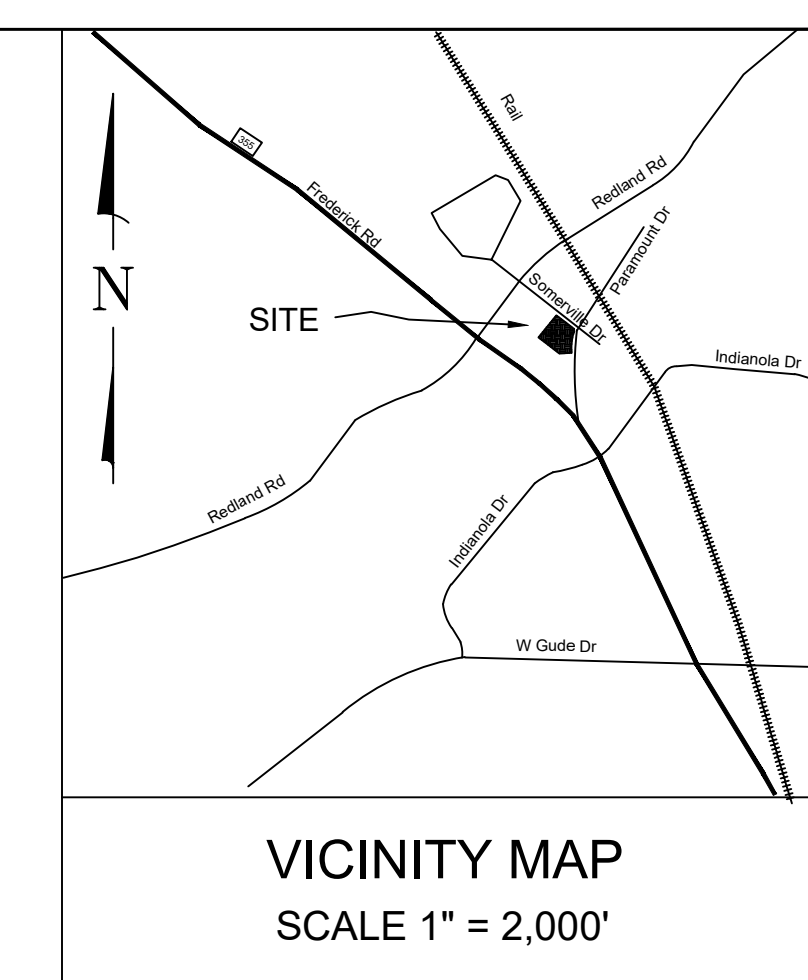 355
Rail
Frederick Rd
Redland Rd
Paramount Dr
N
Somerville Dr
SITE
Indianola Dr
Redland Rd
Indianola Dr
W Gude Dr
VICINITY MAP
SCALE 1" = 2,000'